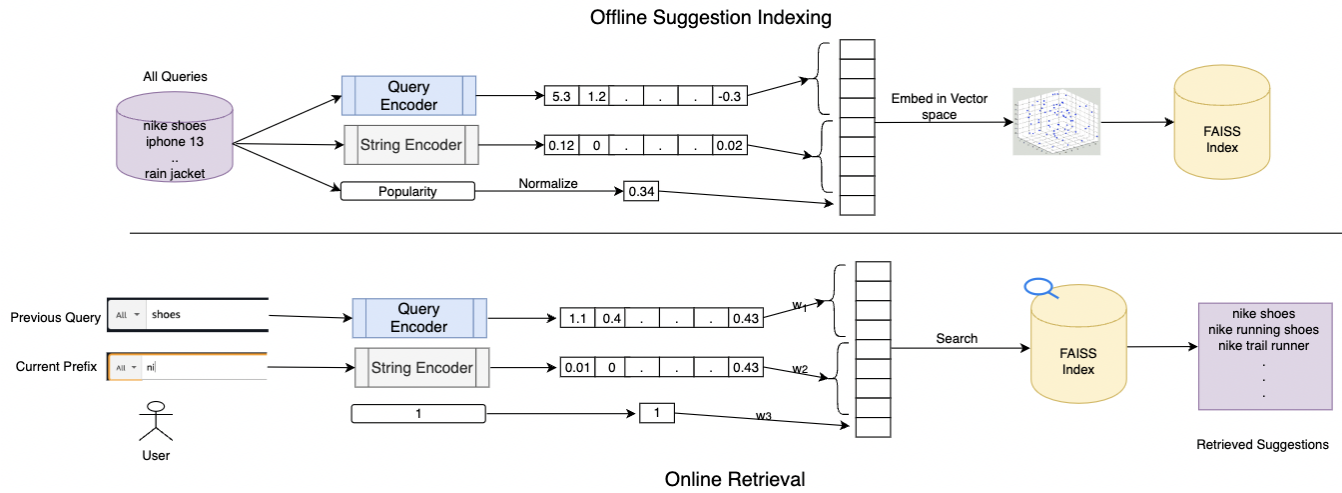 Offline Suggestion Indexing
All Queries
nike shoes
iphone 13
..
rain jacket
Query
Encoder
5.3 1.2 . . . -0.3
String Encoder
0.12 0 . . . 0.02
Popularity
Normalize
0.34
Embed in Vector
space
FAISS
Index
Previous Query
All shoes
Query
Encoder
1.1 0.4 . . . 0.43
w1
Current Prefix
All ni
String Encoder
0.01 0 . . . 0.43
w2
1
1
w3
User
Search
FAISS
Index
nike shoes
nike running shoes
nike trail runner
.
.
.
Retrieved Suggestions
Online Retrieval